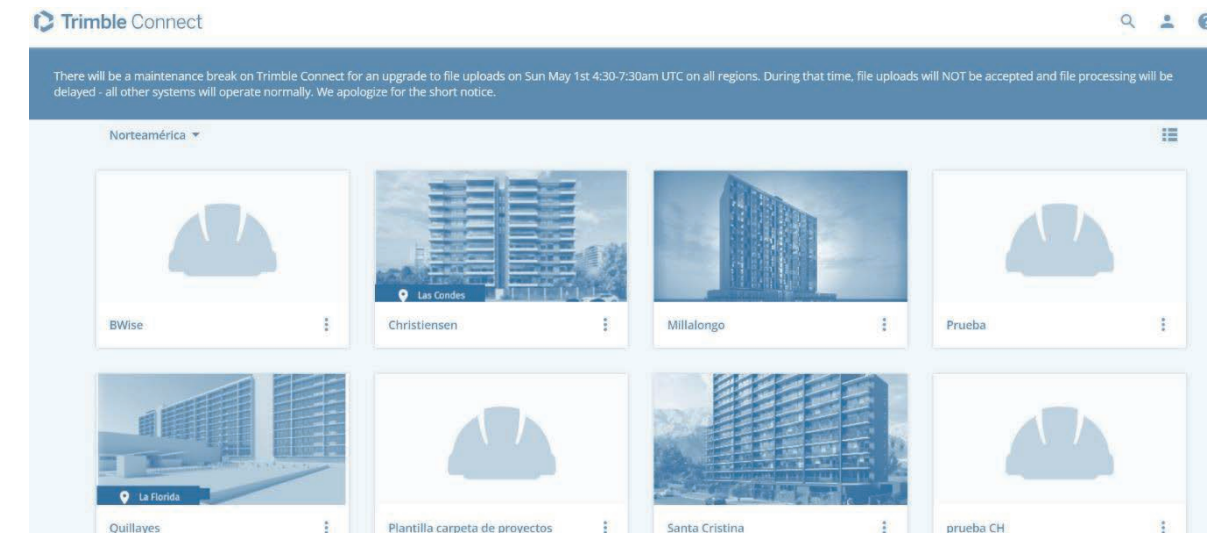 Trimble Connect
There will be a maintenance break on Trimble Connect for an upgrade to file uploads on Sun May 1st 4:30-7:30am UTC on all regions. During that time, file uploads will NOT be accepted and file processing will be
delayed - all other systems will operate normally. We apologize for the short notice.
Norteamérica
Las Condes
BWise
Christiensen
Millalongo
Prueba
La Florida
Quillayes
Plantilla carpeta de proyectos
Santa Cristina
prueba CH